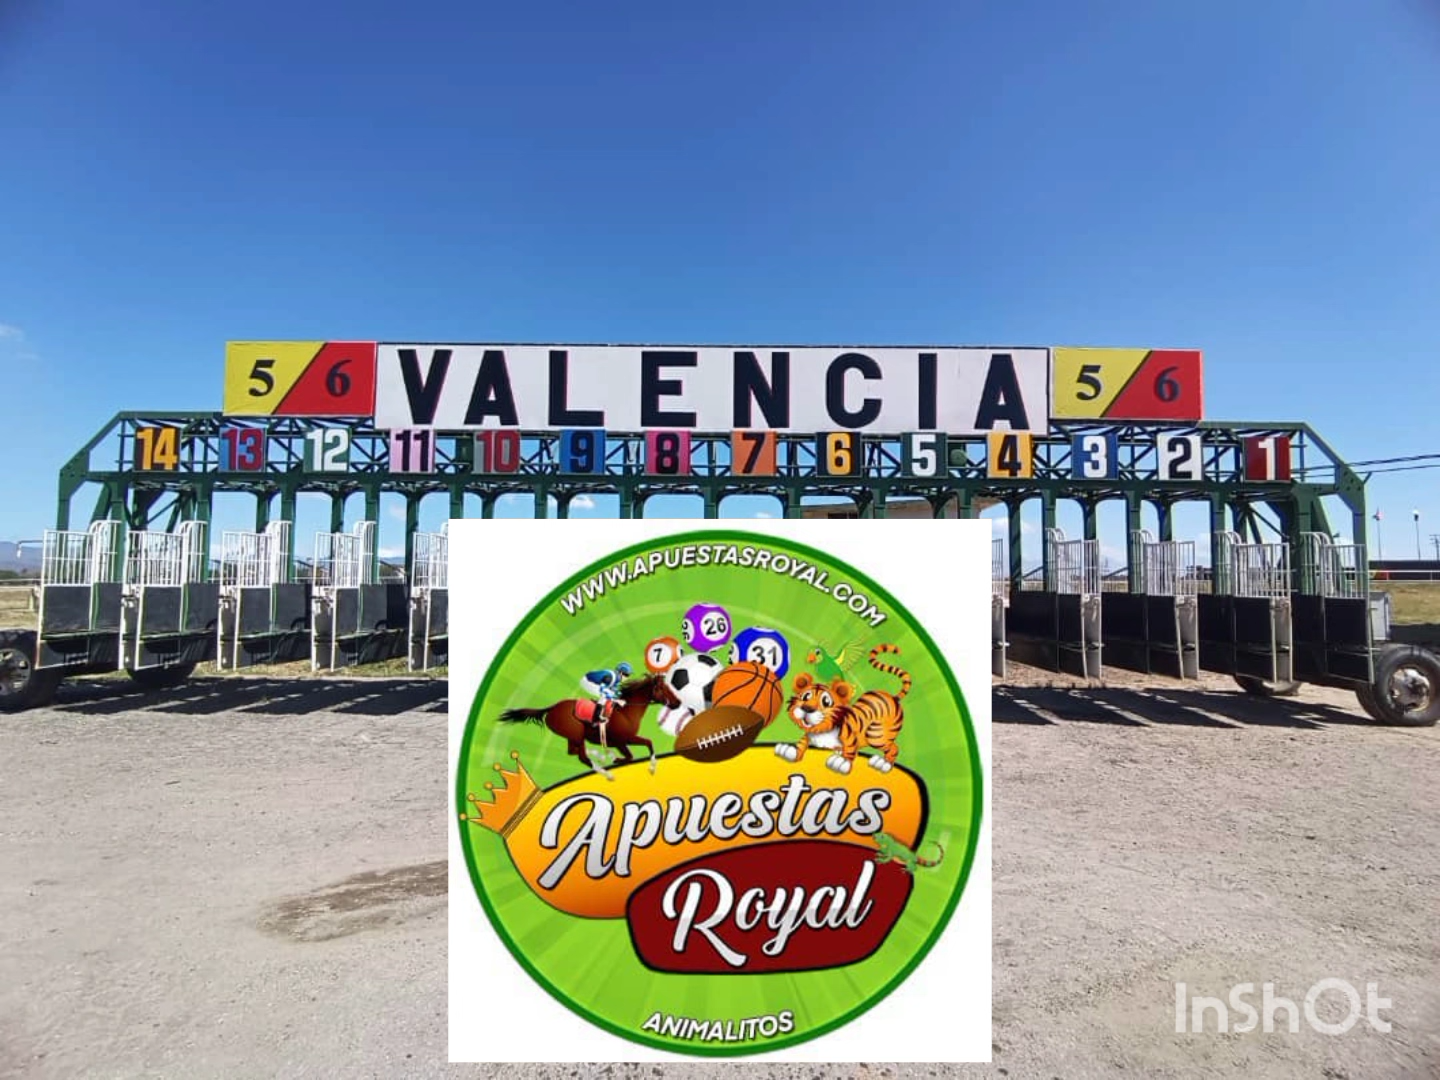 5 6 VALENCIA 5 6
14 13 12 11 10 9 8 7 6 5 4 3 2 1
WWW.APUESTASROYAL.COM
26
7
31
Apuestas
Royal
ANIMALITOS
InShOt